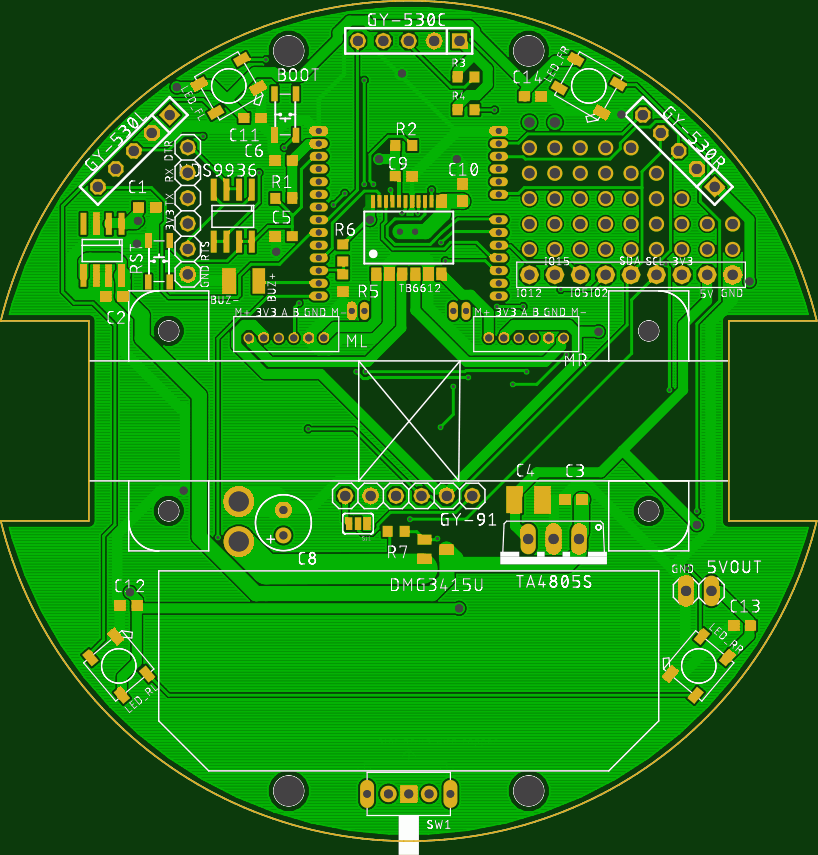 GY-530C
R3
LED_FR
BOOT
C14
LED_FL
R4
GY-530L
C11
R2
GY-530R
DTR
C6
RX
S9936
C9
C10
R1
C1
TX
3V3
C5
R6
RST
RTS
GND
IO15
SDA SCL 3V3
BUZ-
BUZ+
R5
TB6612
IO12
IO5
IO2
5V GND
C2
M+ 3V3 A B GND M-
M+ 3V3 A B GND M-
ML
MR
C4
C3
GY-91
R7
C8
+
DMG3415U
TA4805S
GND
5VOUT
C12
C13
LED_RR
LED_RL
SW1